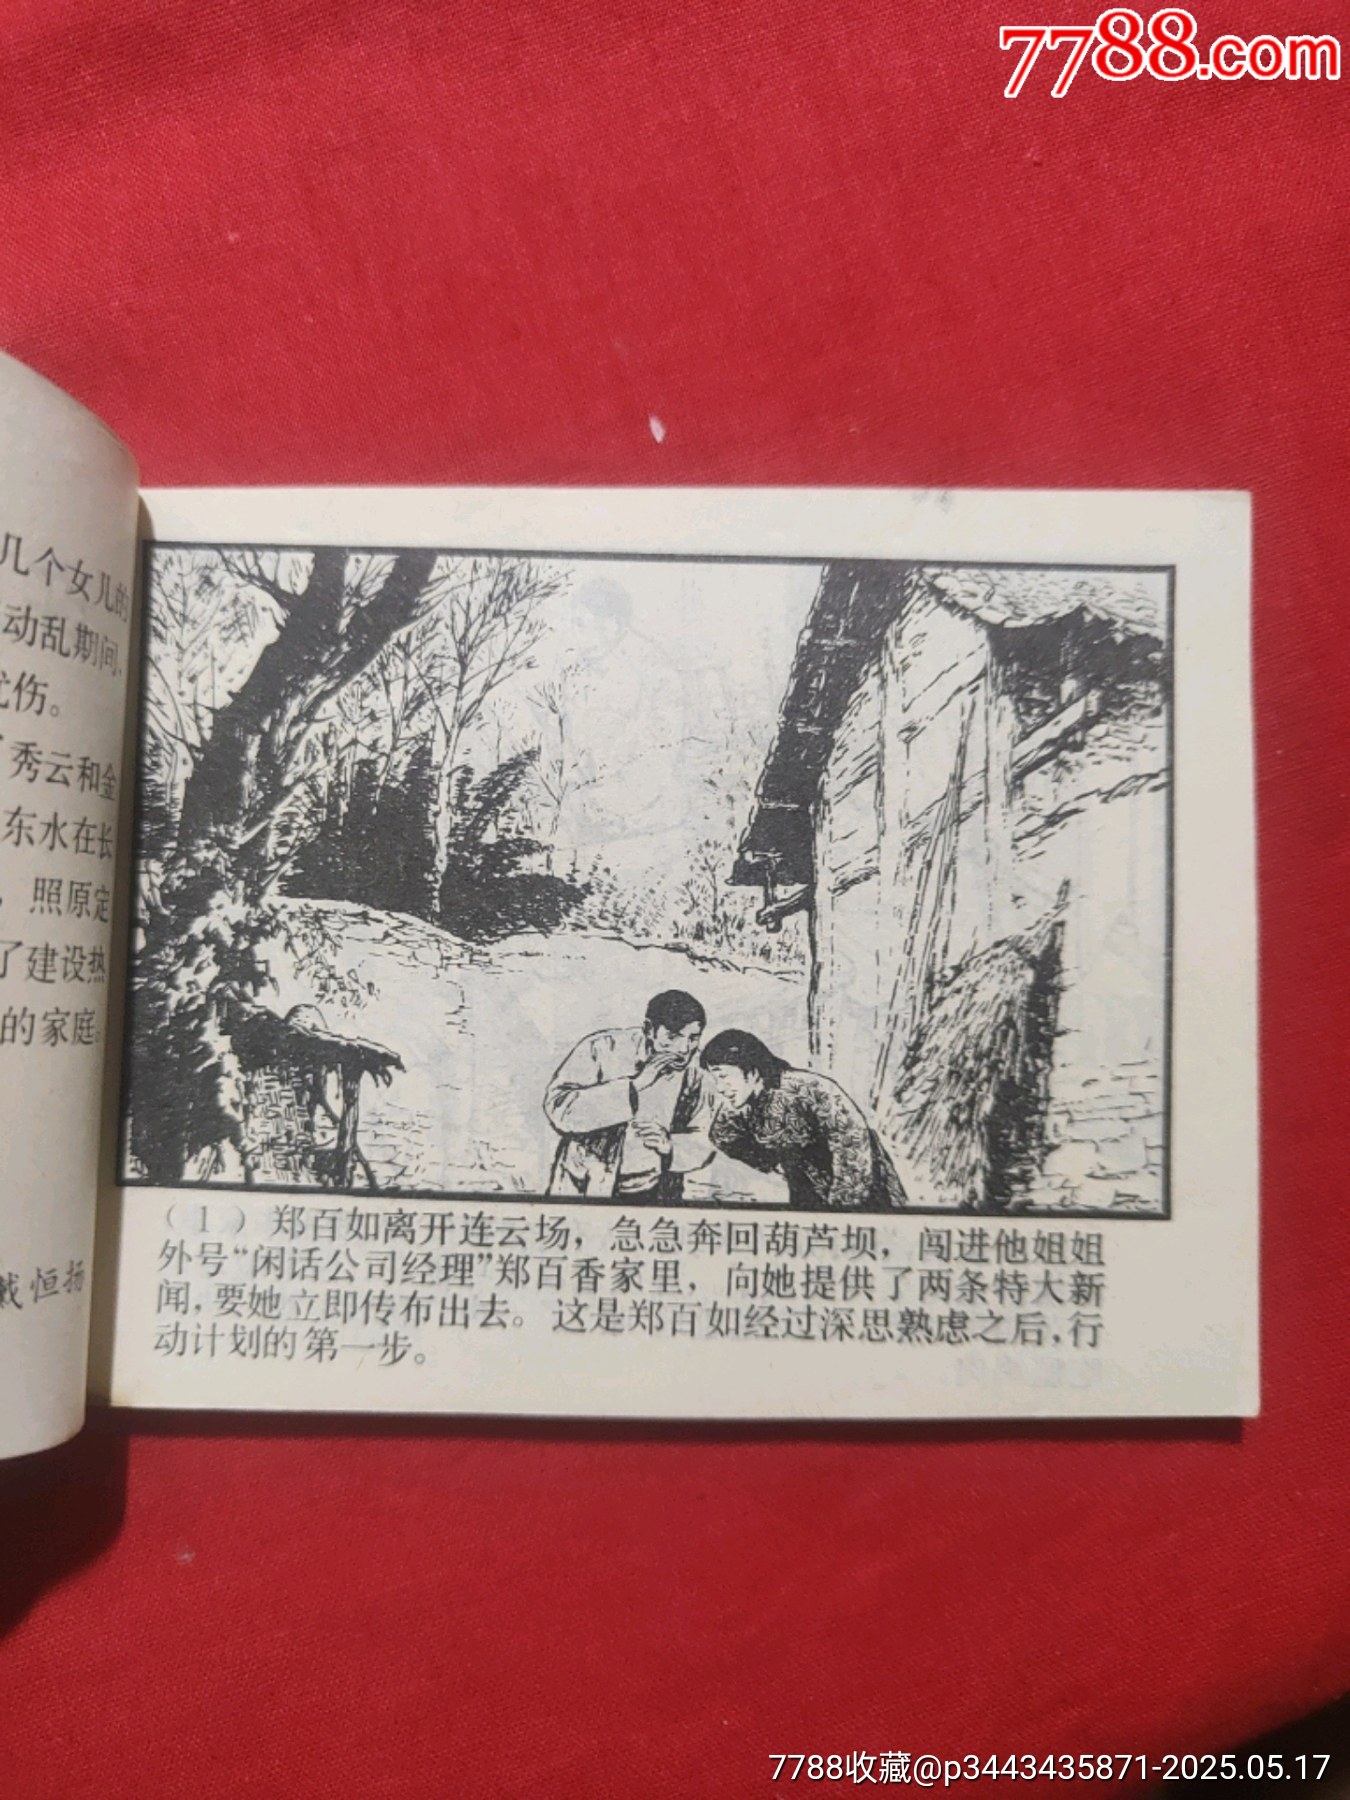 7788.com
几个女儿的
动乱期间,
伤。
秀云和金
东水在长
,照原定
了建设热
的家庭。
戴恒扬
(1)郑百如离开连云场,急急奔回葫芦坝,闯进他姐姐
外号“闲话公司经理”郑百香家里,向她提供了两条特大新
闻,要她立即传布出去。这是郑百如经过深思熟虑之后,行
动计划的第一步。
7788收藏@p3443435871-2025.05.17